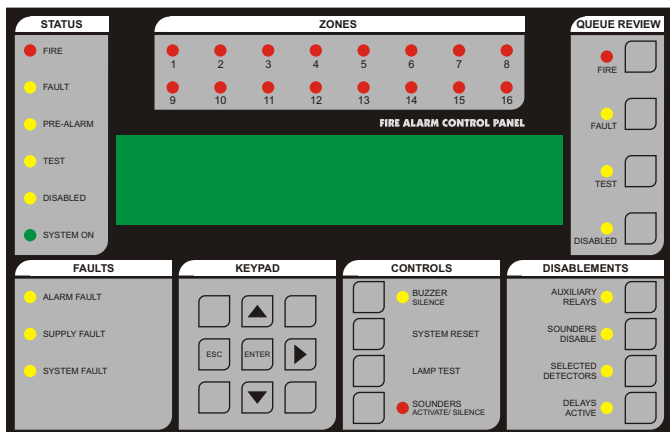 STATUS
FIRE
FAULT
PRE-ALARM
TEST
DISABLED
SYSTEM ON
ZONES
1 2 3 4 5 6 7 8
9 10 11 12 13 14 15 16
FIRE ALARM CONTROL PANEL
QUEUE REVIEW
FIRE
FAULT
TEST
DISABLED
FAULTS
ALARM FAULT
SUPPLY FAULT
SYSTEM FAULT
KEYPAD
ESC ENTER
CONTROLS
BUZZER
SILENCE
SYSTEM RESET
LAMP TEST
SOUNDERS
ACTIVATE/ SILENCE
DISABLEMENTS
AUXILIARY
RELAYS
SOUNDERS
DISABLE
SELECTED
DETECTORS
DELAYS
ACTIVE